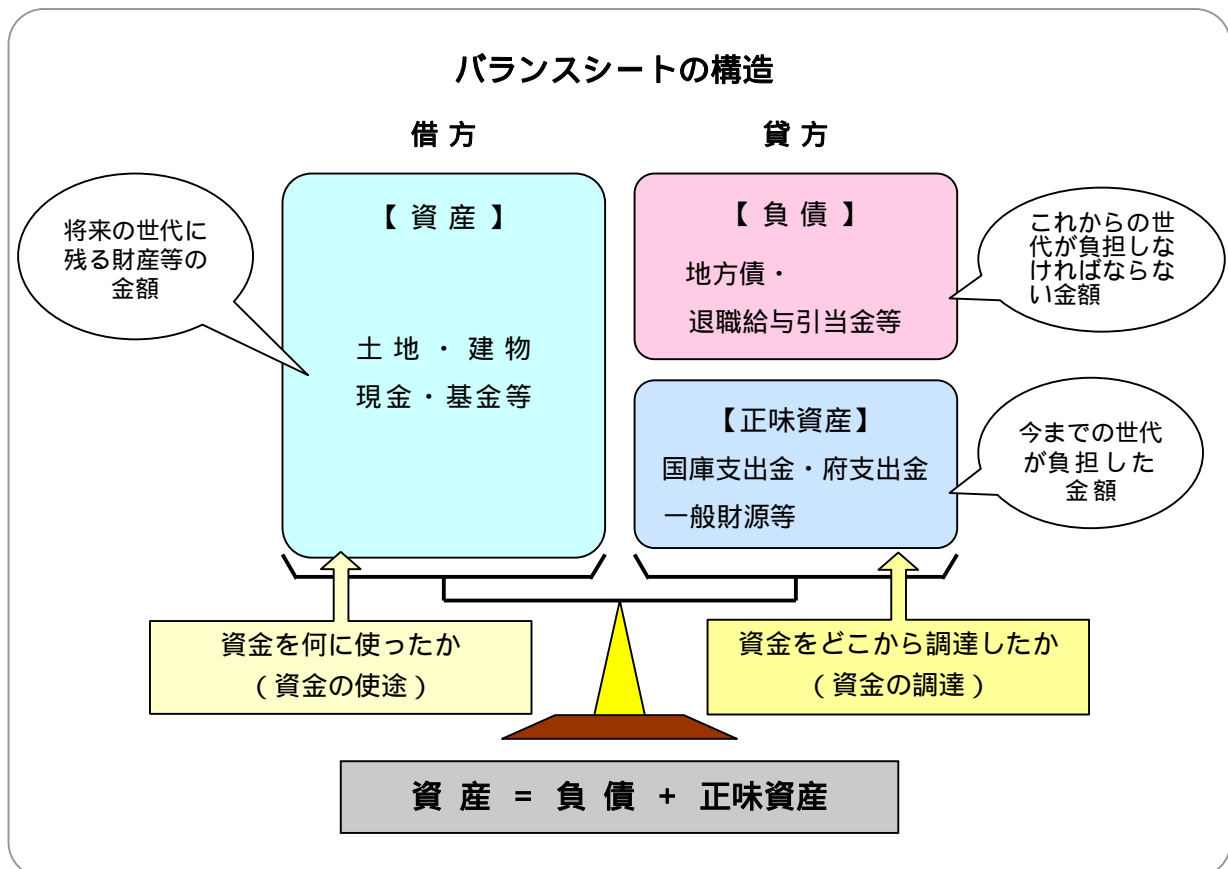 バランスシートの構造
借方
貸方
将来の世代に
残る財産等の
金額
【資産】
土地・建物
現金・基金等
【負債】
地方債・
退職給与引当金等
これからの世
代が負担しな
ければならな
い金額
【正味資産】
国庫支出金・府支出金
一般財源等
今までの世代
が負担した
金額
資金を何に使ったか
(資金の使途)
資金をどこから調達したか
(資金の調達)
資産 = 負債 + 正味資産